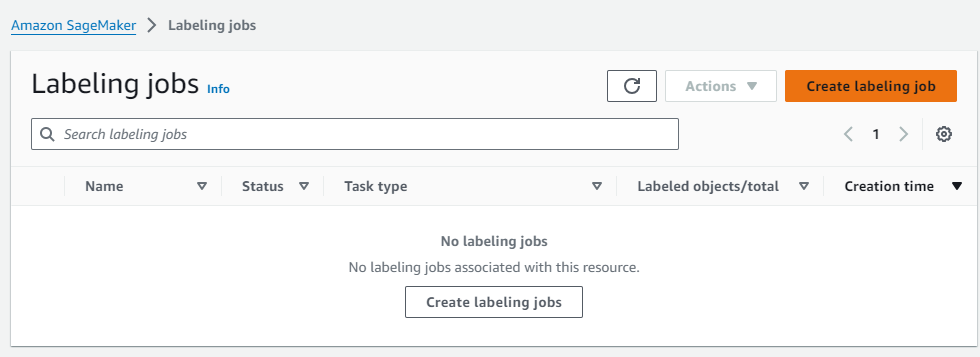 Amazon SageMaker > Labeling jobs
Labeling jobs Info
Actions
Create labeling job
Search labeling jobs
1
Name Status Task type Labeled objects/total Creation time
No labeling jobs
No labeling jobs associated with this resource.
Create labeling jobs